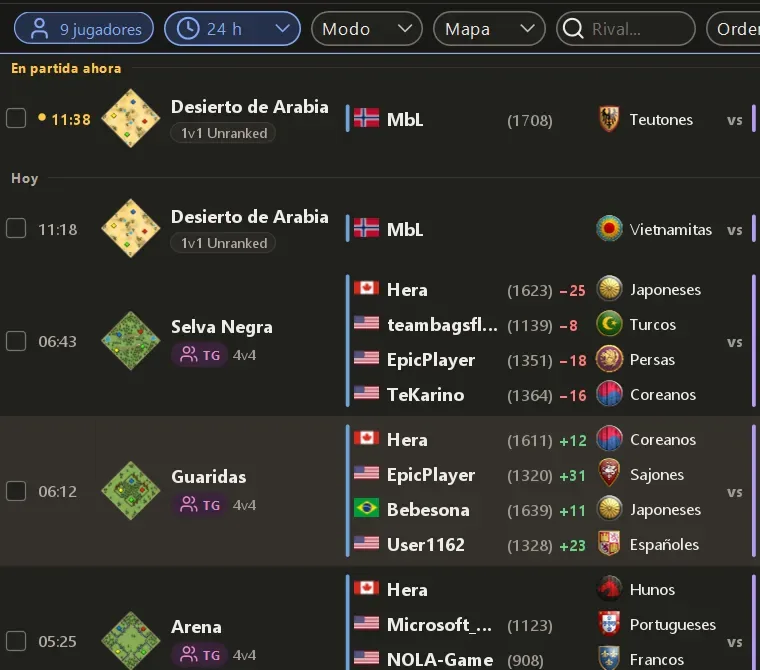 9 jugadores 24 h Modo Mapa Rival... Orde
En partida ahora
11:38 Desierto de Arabia 1v1 Unranked MbL (1708) Teutones vs
Hoy
11:18 Desierto de Arabia 1v1 Unranked MbL Vietnamitas vs
06:43 Selva Negra TG 4v4
Hera (1623) −25 Japoneses
teambagsfl... (1139) −8 Turcos
EpicPlayer (1351) −18 Persas
TeKarino (1364) −16 Coreanos
vs
06:12 Guaridas TG 4v4
Hera (1611) +12 Coreanos
EpicPlayer (1320) +31 Sajones
Bebesona (1639) +11 Japoneses
User1162 (1328) +23 Españoles
vs
05:25 Arena TG 4v4
Hera Hunos
Microsoft_... (1123) Portugueses
NOLA-Game (908) Francos
vs